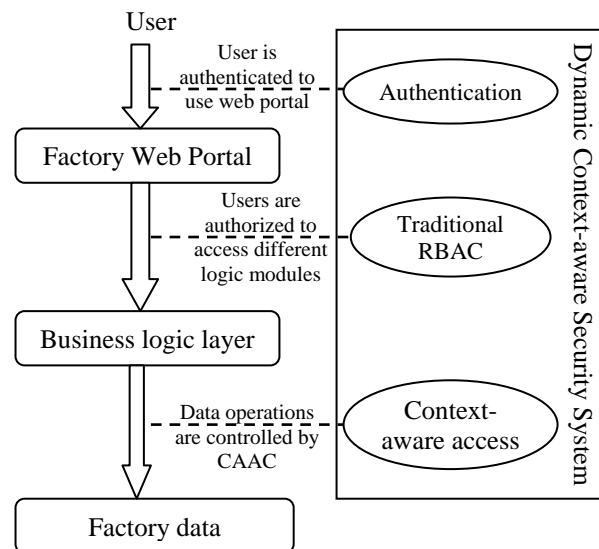 User
User is
authenticated to
use web portal
Authentication
Factory Web Portal
Users are
authorized to
access different
logic modules
Traditional
RBAC
Business logic layer
Data operations
are controlled by
CAAC
Context-
aware access
Factory data
Dynamic Context-aware Security System